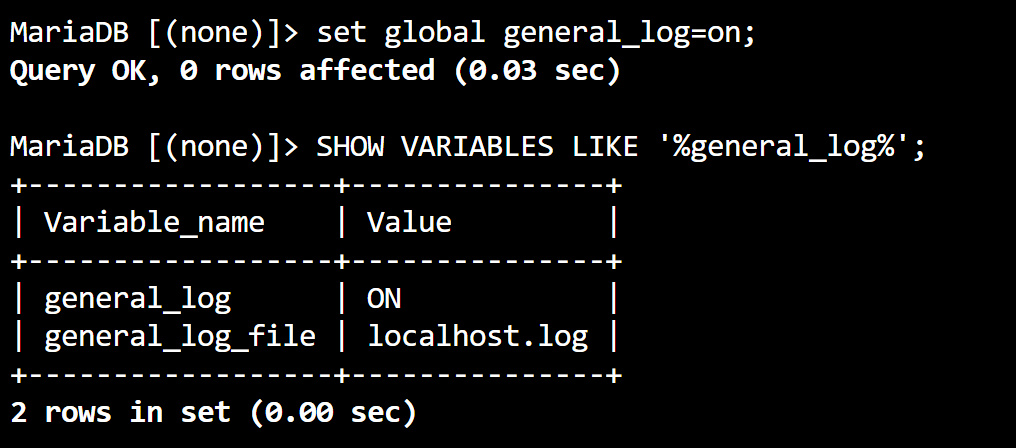 MariaDB [(none)]> set global general_log=on;
Query OK, 0 rows affected (0.03 sec)

MariaDB [(none)]> SHOW VARIABLES LIKE '%general_log%';
+------------------+---------------+
| Variable_name    | Value         |
+------------------+---------------+
| general_log      | ON            |
| general_log_file | localhost.log |
+------------------+---------------+
2 rows in set (0.00 sec)